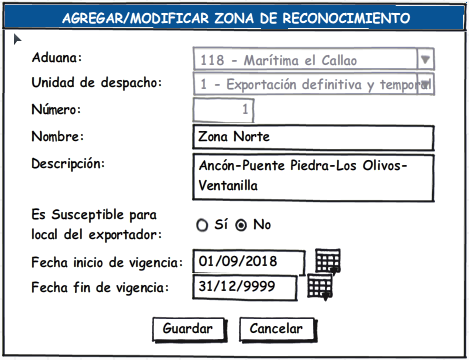 AGREGAR/MODIFICAR ZONA DE RECONOCIMIENTO
Aduana: 118 - Marítima el Callao
Unidad de despacho: 1 - Exportación definitiva y temporal
Número: 1
Nombre: Zona Norte
Descripción: Ancón-Puente Piedra-Los Olivos-
Ventanilla
Es Susceptible para
local del exportador: Sí No
Fecha inicio de vigencia: 01/09/2018
Fecha fin de vigencia: 31/12/9999
Guardar Cancelar